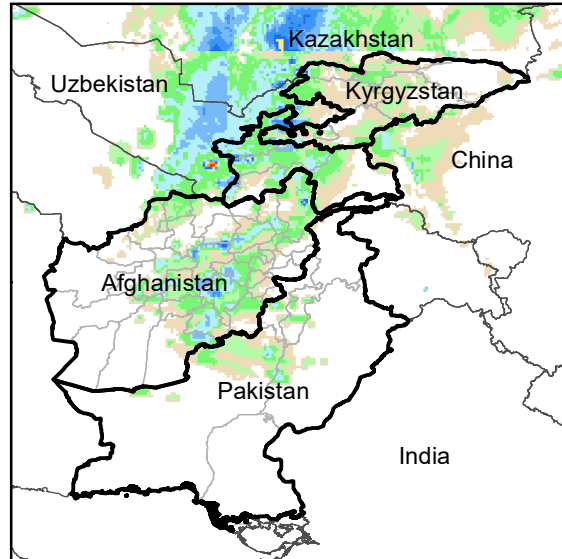 Kazakhstan
Uzbekistan
Kyrgyzstan
China
Afghanistan
Pakistan
India